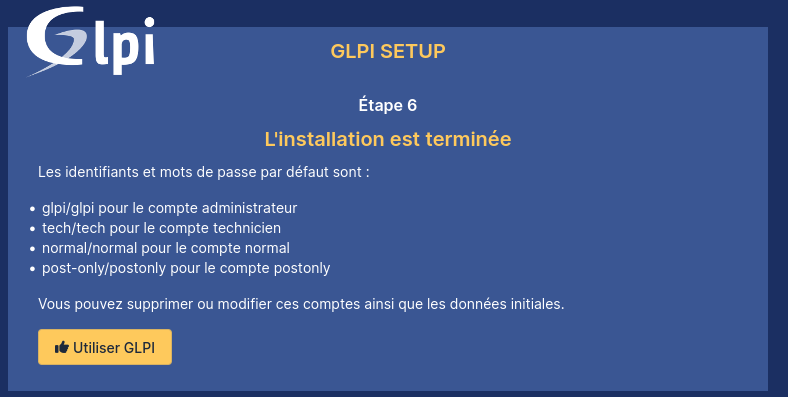 Glpi
GLPI SETUP
Étape 6
L'installation est terminée
Les identifiants et mots de passe par défaut sont :
• glpi/glpi pour le compte administrateur
• tech/tech pour le compte technicien
• normal/normal pour le compte normal
• post-only/postonly pour le compte postonly
Vous pouvez supprimer ou modifier ces comptes ainsi que les données initiales.
Utiliser GLPI